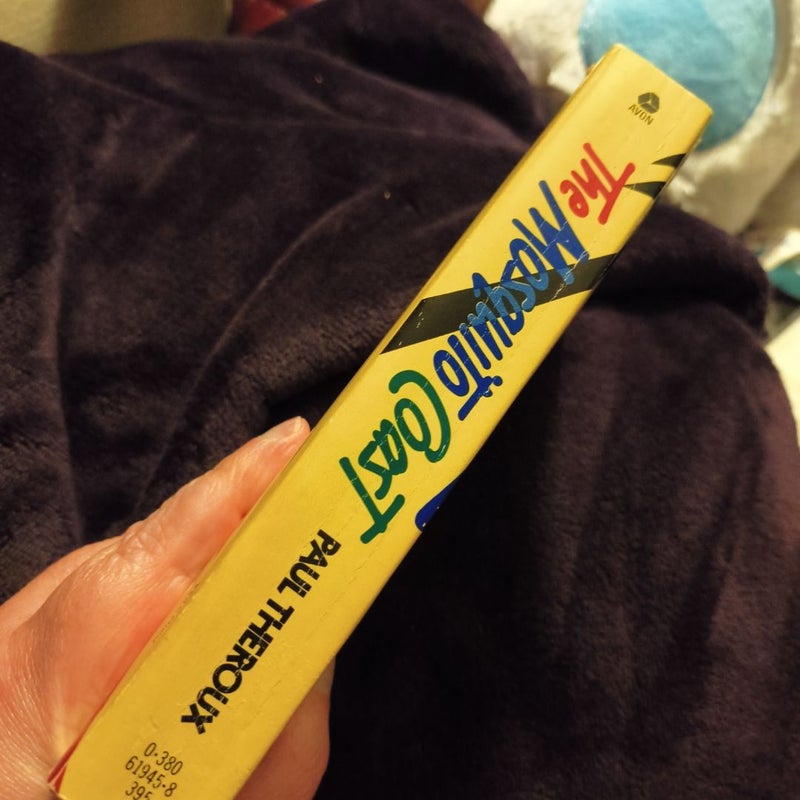 AVON
The Mosquito Coast
PAUL THEROUX
0-380
61945-8
395